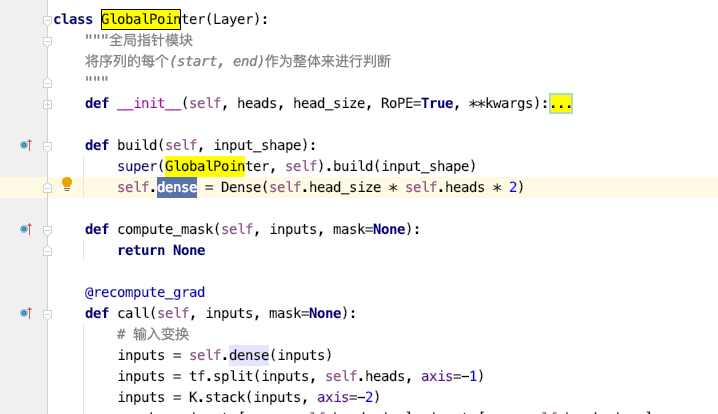 class GlobalPointer(Layer):
"""全局指针模块
将序列的每个(start, end)作为整体来进行判断
"""
def __init__(self, heads, head_size, RoPE=True, **kwargs):...
def build(self, input_shape):
super(GlobalPointer, self).build(input_shape)
self.dense = Dense(self.head_size * self.heads * 2)
def compute_mask(self, inputs, mask=None):
return None
@recompute_grad
def call(self, inputs, mask=None):
# 输入变换
inputs = self.dense(inputs)
inputs = tf.split(inputs, self.heads, axis=-1)
inputs = K.stack(inputs, axis=-2)